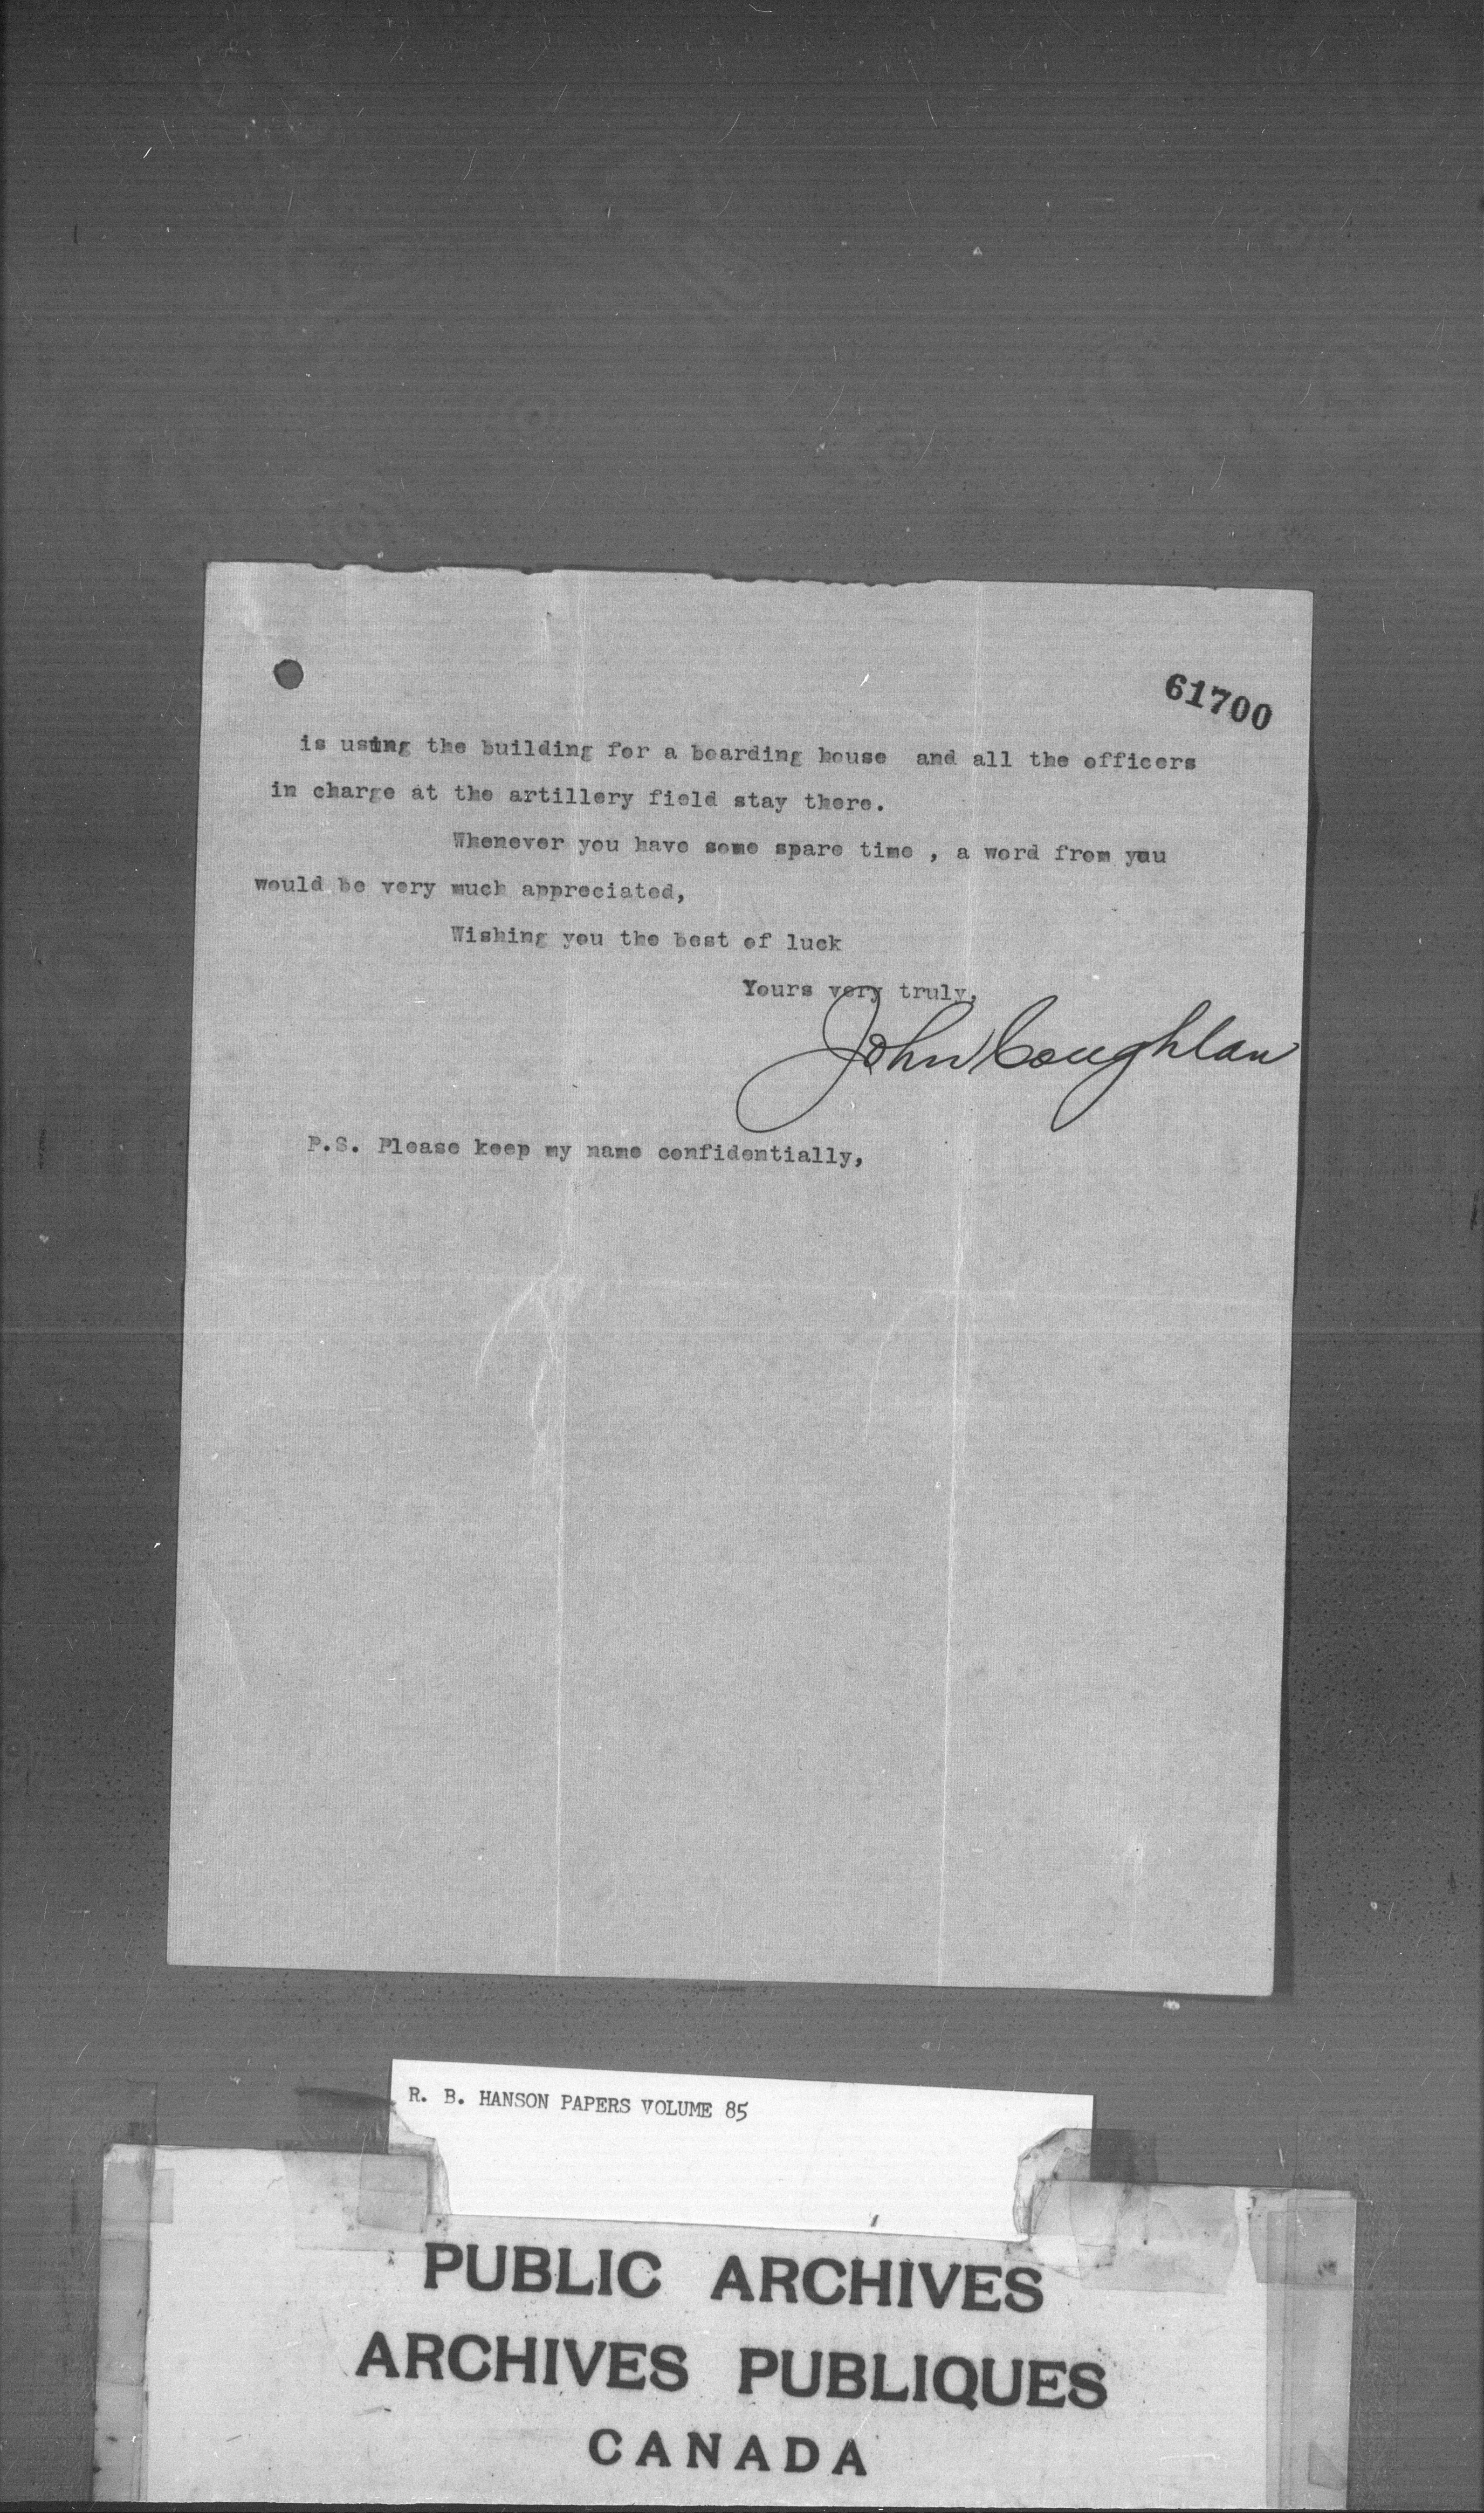 61700
is using the building for a boarding house and all the officers
in charge at the artillery field stay there.
Whenever you have some spare time , a word from yuu
would be very much appreciated,
Wishing you the best of luck
Yours very truly,
John Coughlan
P.S. Please keep my name confidentially,
R. B. HANSON PAPERS VOLUME 85
PUBLIC ARCHIVES
ARCHIVES PUBLIQUES
CANADA